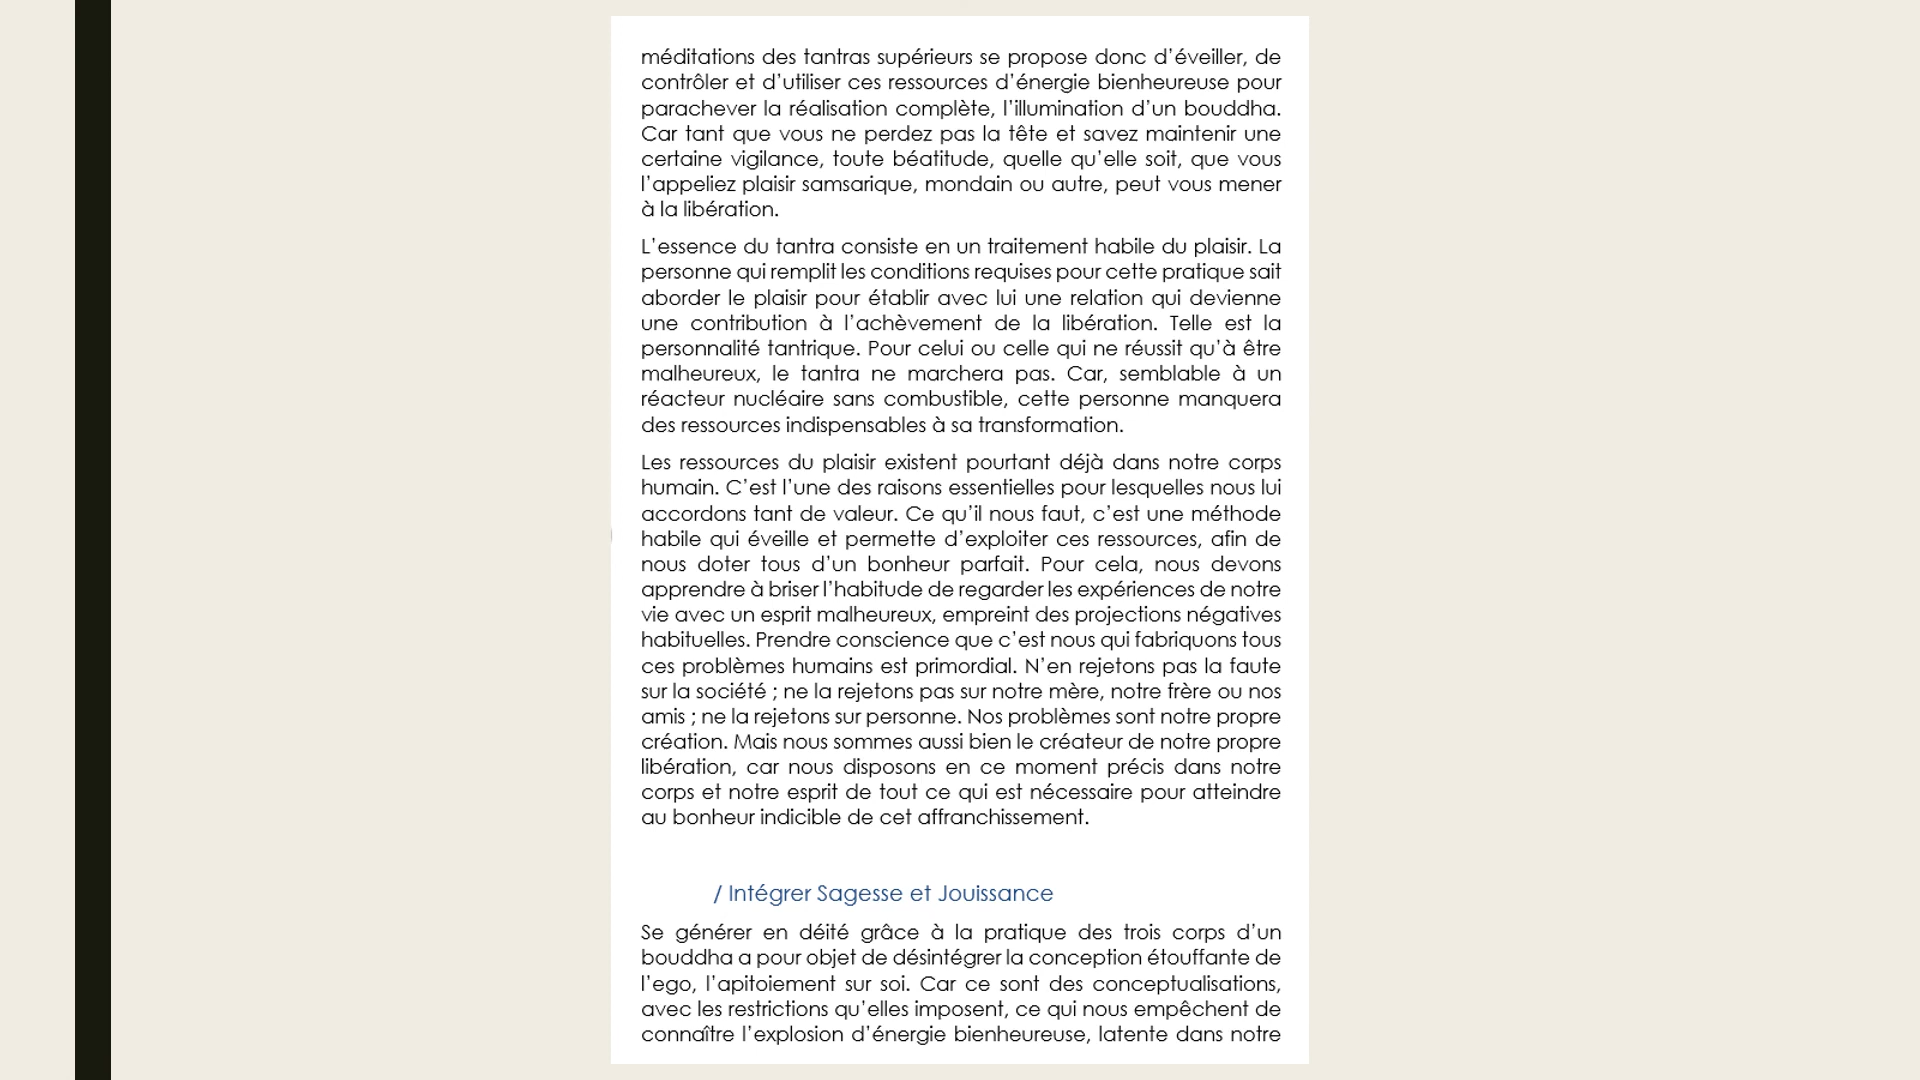 méditations des tantras supérieurs se propose donc d’éveiller, de
contrôler et d’utiliser ces ressources d’énergie bienheureuse pour
parachever la réalisation complète, l’illumination d’un bouddha.
Car tant que vous ne perdez pas la tête et savez maintenir une
certaine vigilance, toute béatitude, quelle qu’elle soit, que vous
l’appeliez plaisir samsarique, mondain ou autre, peut vous mener
à la libération.
L’essence du tantra consiste en un traitement habile du plaisir. La
personne qui remplit les conditions requises pour cette pratique sait
aborder le plaisir pour établir avec lui une relation qui devienne
une contribution à l’achèvement de la libération. Telle est la
personnalité tantrique. Pour celui ou celle qui ne réussit qu’à être
malheureux, le tantra ne marchera pas. Car, semblable à un
réacteur nucléaire sans combustible, cette personne manquera
des ressources indispensables à sa transformation.
Les ressources du plaisir existent pourtant déjà dans notre corps
humain. C’est l’une des raisons essentielles pour lesquelles nous lui
accordons tant de valeur. Ce qu’il nous faut, c’est une méthode
habile qui éveille et permette d’exploiter ces ressources, afin de
nous doter tous d’un bonheur parfait. Pour cela, nous devons
apprendre à briser l’habitude de regarder les expériences de notre
vie avec un esprit malheureux, empreint des projections négatives
habituelles. Prendre conscience que c’est nous qui fabriquons tous
ces problèmes humains est primordial. N’en rejetons pas la faute
sur la société ; ne la rejetons pas sur notre mère, notre frère ou nos
amis ; ne la rejetons sur personne. Nos problèmes sont notre propre
création. Mais nous sommes aussi bien le créateur de notre propre
libération, car nous disposons en ce moment précis dans notre
corps et notre esprit de tout ce qui est nécessaire pour atteindre
au bonheur indicible de cet affranchissement.
/ Intégrer Sagesse et Jouissance
Se générer en déité grâce à la pratique des trois corps d’un
bouddha a pour objet de désintégrer la conception étouffante de
l’ego, l’apitoiement sur soi. Car ce sont des conceptualisations,
avec les restrictions qu’elles imposent, ce qui nous empêchent de
connaître l’explosion d’énergie bienheureuse, latente dans notre